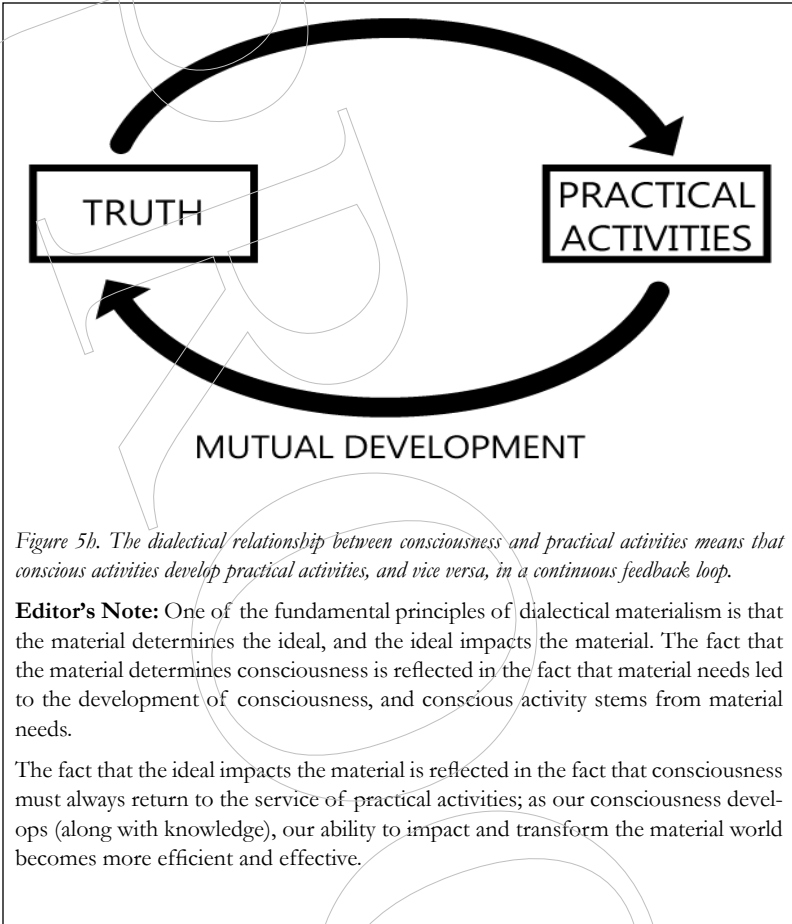 TRUTH
PRACTICAL
ACTIVITIES
MUTUAL DEVELOPMENT
Figure 5h. The dialectical relationship between consciousness and practical activities means that
conscious activities develop practical activities, and vice versa, in a continuous feedback loop.
Editor's Note: One of the fundamental principles of dialectical materialism is that
the material determines the ideal, and the ideal impacts the material. The fact that
the material determines consciousness is reflected in the fact that material needs led
to the development of consciousness, and conscious activity stems from material
needs.
The fact that the ideal impacts the material is reflected in the fact that consciousness
must always return to the service of practical activities; as our consciousness devel-
ops (along with knowledge), our ability to impact and transform the material world
becomes more efficient and effective.